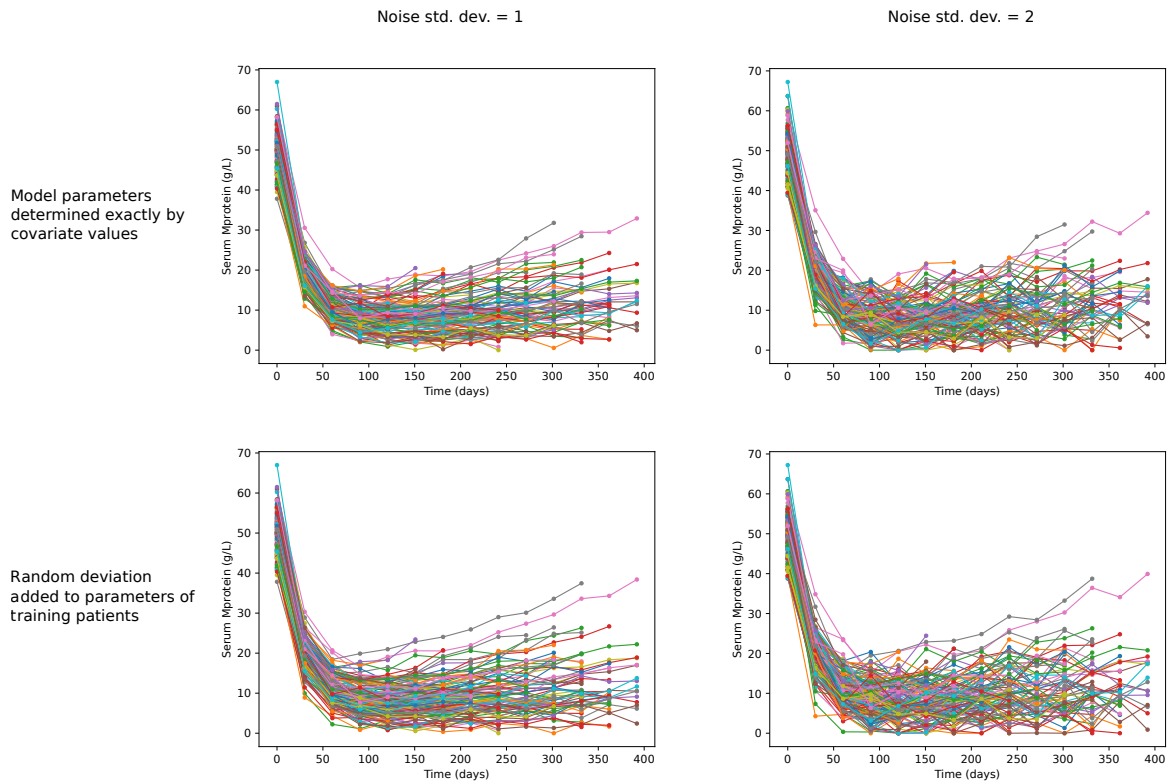 Noise std. dev. = 1
Noise std. dev. = 2
Model parameters
determined exactly by
covariate values
Serum Mprotein (g/L)
70
60
50
40
30
20
10
0
0 50 100 150 200 250 300 350 400
Time (days)
Serum Mprotein (g/L)
70
60
50
40
30
20
10
0
0 50 100 150 200 250 300 350 400
Time (days)
Random deviation
added to parameters of
training patients
Serum Mprotein (g/L)
70
60
50
40
30
20
10
0
0 50 100 150 200 250 300 350 400
Time (days)
Serum Mprotein (g/L)
70
60
50
40
30
20
10
0
0 50 100 150 200 250 300 350 400
Time (days)